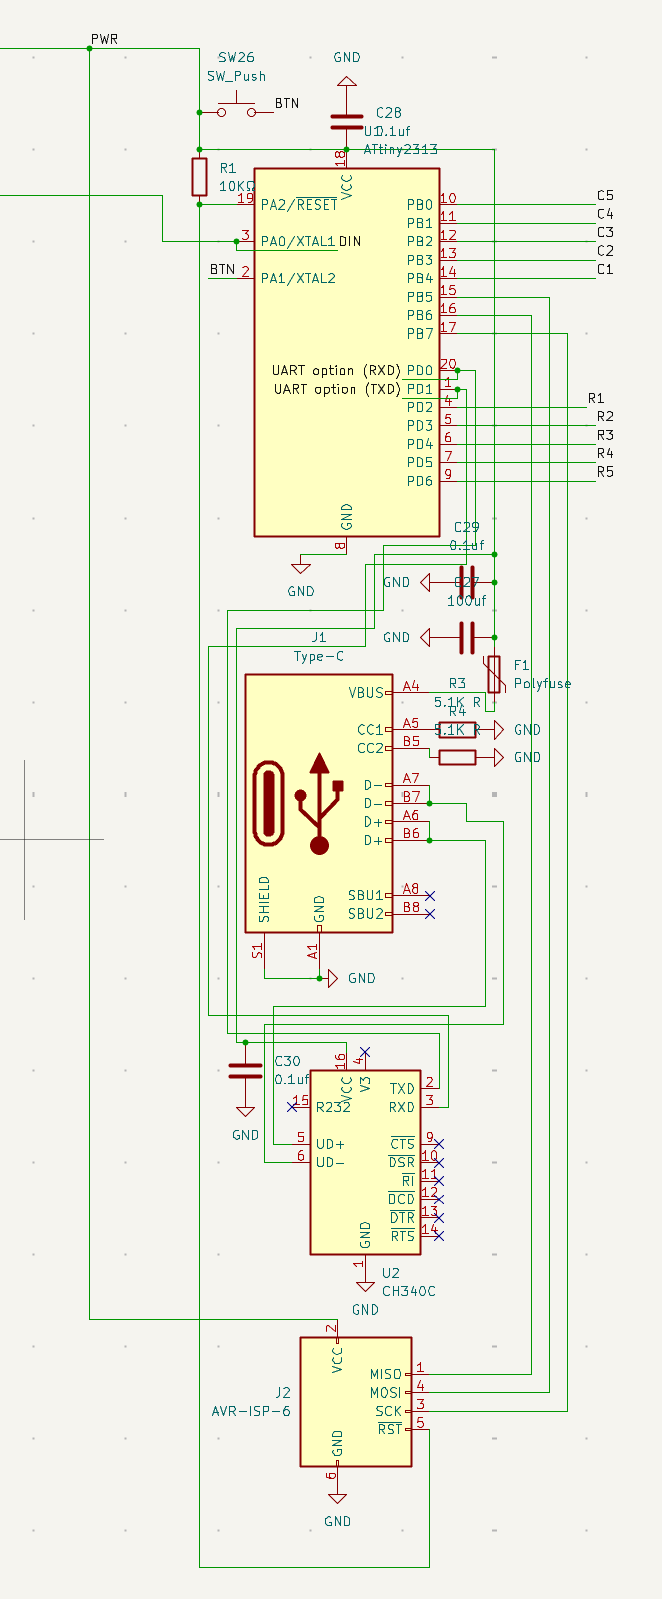 PWR
SW26
SW_Push
BTN
GND
C28
0.1uf
U1
ATtiny2313
R1
10KΩ
18
VCC
19
PA2/RESET
3
PA0/XTAL1
DIN
BTN
2
PA1/XTAL2
PB0
10
C5
PB1
11
C4
PB2
12
C3
PB3
13
C2
PB4
14
C1
PB5
15
PB6
16
PB7
17
UART option (RXD)
PD0
20
UART option (TXD)
PD1
1
PD2
4
R1
PD3
5
R2
PD4
6
R3
PD5
7
R4
PD6
9
R5
GND
8
GND
C29
0.1uf
GND
C27
100uf
GND
J1
Type-C
F1
Polyfuse
VBUS
A4
R3
5.1K R
R4
5.1K R
CC1
A5
GND
CC2
B5
GND
D-
A7
D-
B7
D+
A6
D+
B6
SBU1
A8
SBU2
B8
SHIELD
GND
S1
A1
GND
C30
0.1uf
GND
16
4
VCC
V3
TXD
2
15
R232
RXD
3
5
UD+
6
UD-
CTS
9
DSR
10
RI
11
DCD
12
DTR
13
RTS
14
GND
1
U2
CH340C
GND
2
VCC
J2
AVR-ISP-6
MISO
1
MOSI
4
SCK
3
RST
5
GND
6
GND